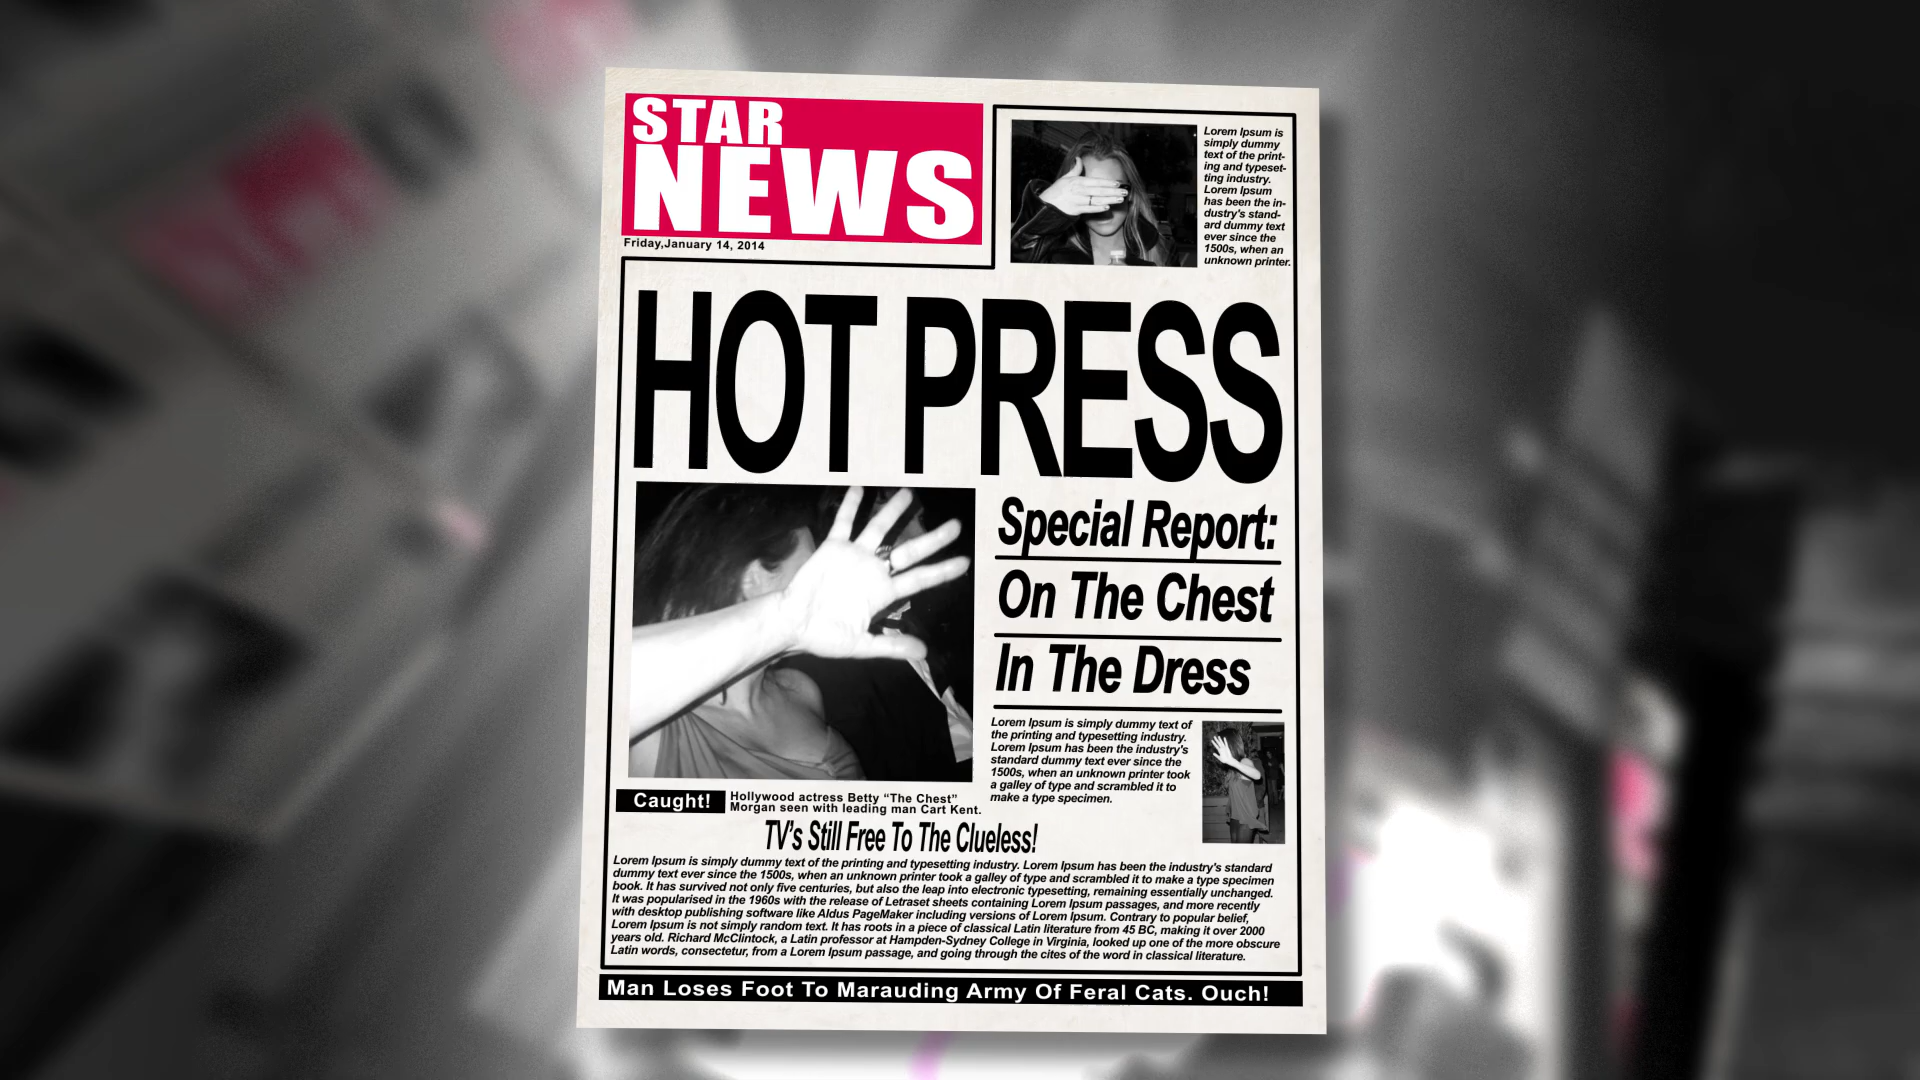 STAR
NEWS
Friday,January 14, 2014
Lorem Ipsum is
simply dummy
text of the print-
ing and typeset-
ting industry.
Lorem Ipsum
has been the in-
dustry's stand-
ard dummy text
ever since the
1500s, when an
unknown printer.
HOT PRESS
Special Report:
On The Chest
In The Dress
Lorem Ipsum is simply dummy text of
the printing and typesetting industry.
Lorem Ipsum has been the industry's
standard dummy text ever since the
1500s, when an unknown printer took
a galley of type and scrambled it to
make a type specimen.
Caught!
Hollywood actress Betty “The Chest”
Morgan seen with leading man Cart Kent.
TV's Still Free To The Clueless!
Lorem Ipsum is simply dummy text of the printing and typesetting industry. Lorem Ipsum has been the industry's standard
dummy text ever since the 1500s, when an unknown printer took a galley of type and scrambled it to make a type specimen
book. It has survived not only five centuries, but also the leap into electronic typesetting, remaining essentially unchanged.
It was popularised in the 1960s with the release of Letraset sheets containing Lorem Ipsum passages, and more recently
with desktop publishing software like Aldus PageMaker including versions of Lorem Ipsum. Contrary to popular belief,
Lorem Ipsum is not simply random text. It has roots in a piece of classical Latin literature from 45 BC, making it over 2000
years old. Richard McClintock, a Latin professor at Hampden-Sydney College in Virginia, looked up one of the more obscure
Latin words, consectetur, from a Lorem Ipsum passage, and going through the cites of the word in classical literature.
Man Loses Foot To Marauding Army Of Feral Cats. Ouch!